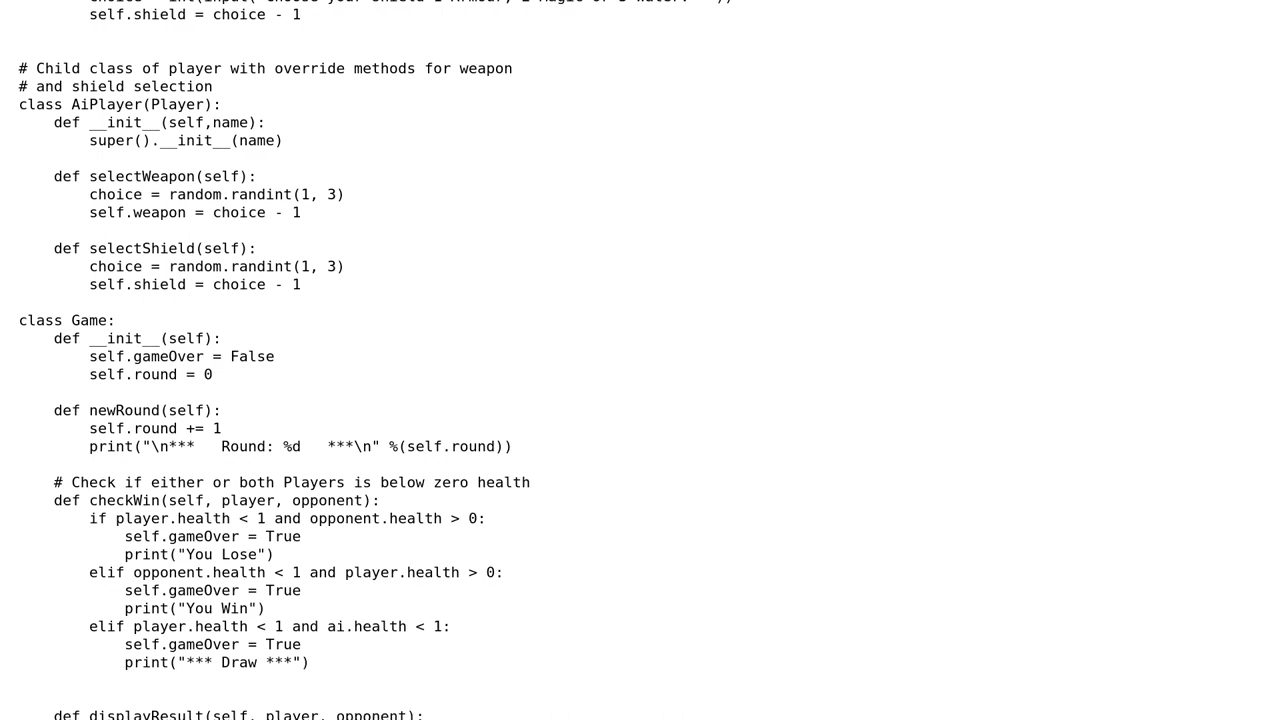 self.shield = choice - 1
# Child class of player with override methods for weapon
# and shield selection
class AiPlayer(Player):
    def __init__(self,name):
        super().__init__(name)
    def selectWeapon(self):
        choice = random.randint(1, 3)
        self.weapon = choice - 1
    def selectShield(self):
        choice = random.randint(1, 3)
        self.shield = choice - 1
class Game:
    def __init__(self):
        self.gameOver = False
        self.round = 0
    def newRound(self):
        self.round += 1
        print("\n***   Round: %d   ***\n" %(self.round))
    # Check if either or both Players is below zero health
    def checkWin(self, player, opponent):
        if player.health < 1 and opponent.health > 0:
            self.gameOver = True
            print("You Lose")
        elif opponent.health < 1 and player.health > 0:
            self.gameOver = True
            print("You Win")
        elif player.health < 1 and ai.health < 1:
            self.gameOver = True
            print("*** Draw ***")
    def displayResult(self, player, opponent):